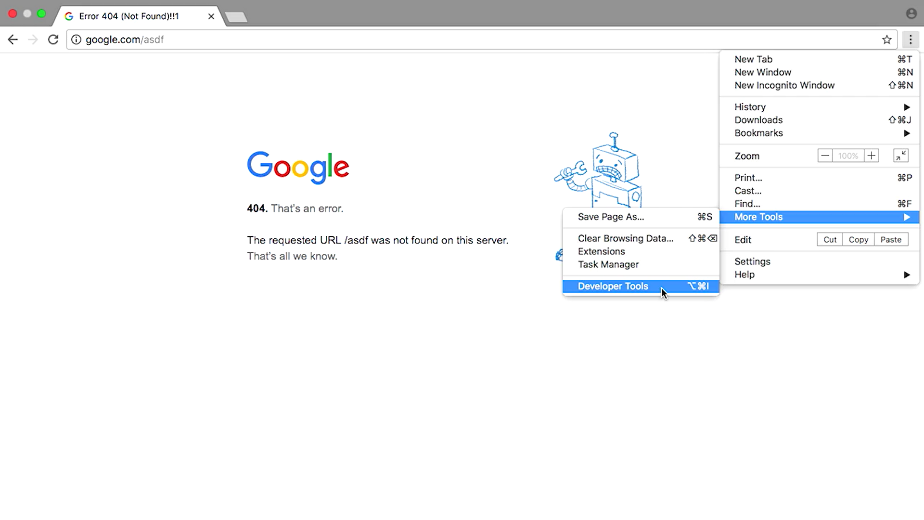 Error 404 (Not Found)!!1
google.com/asdf
Google
404. That's an error.
The requested URL /asdf was not found on this server.
That's all we know.
New Tab ⌘T
New Window ⌘N
New Incognito Window ⇧⌘N
History
Downloads ⇧⌘J
Bookmarks
Zoom − 100% +
Print... ⌘P
Cast...
Find... ⌘F
More Tools
Edit Cut Copy Paste
Settings
Help
Save Page As... ⌘S
Clear Browsing Data... ⇧⌘⌫
Extensions
Task Manager
Developer Tools ⌥⌘I